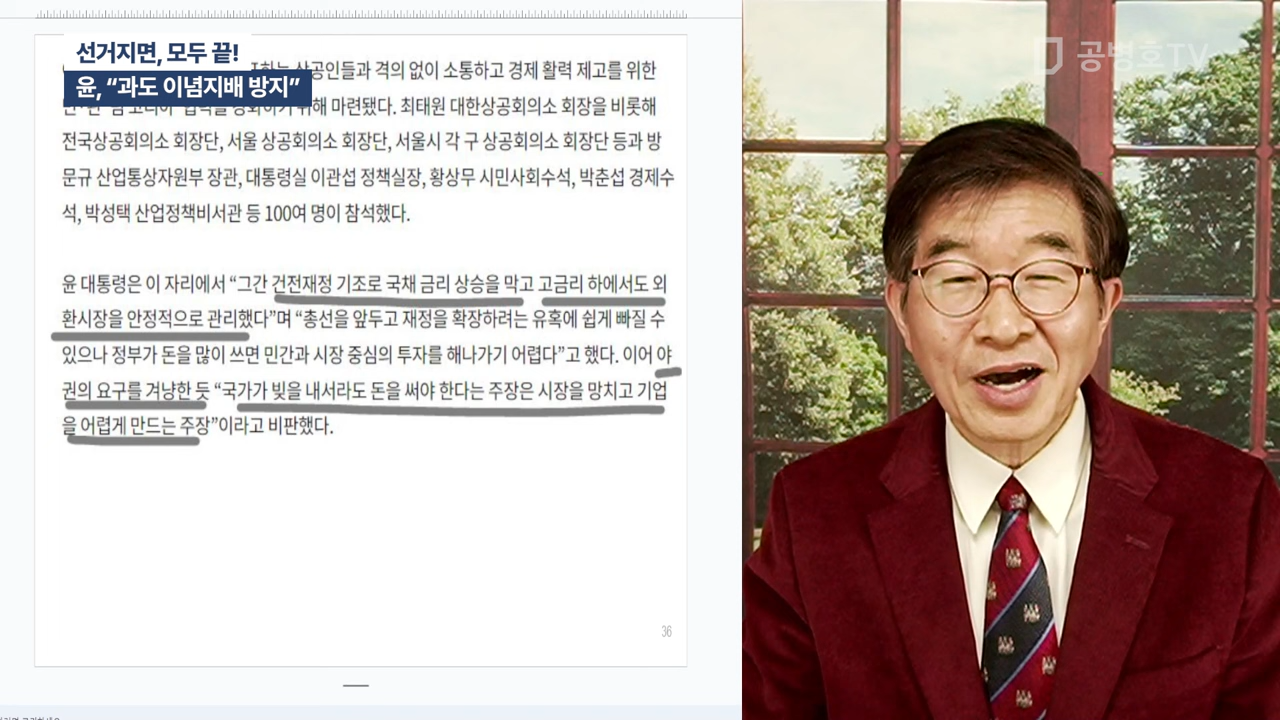 선거지면, 모두 끝!
윤, “과도 이념지배 방지”
상공인들과 격의 없이 소통하고 경제 활력 제고를 위한
위해 마련됐다. 최태원 대한상공회의소 회장을 비롯해
전국상공회의소 회장단, 서울 상공회의소 회장단, 서울시 각 구 상공회의소 회장단 등과 방
문규 산업통상자원부 장관, 대통령실 이관섭 정책실장, 황상무 시민사회수석, 박춘섭 경제수
석, 박성택 산업정책비서관 등 100여 명이 참석했다.
윤 대통령은 이 자리에서 “그간 건전재정 기조로 국채 금리 상승을 막고 고금리 하에서도 외
환시장을 안정적으로 관리했다”며 “총선을 앞두고 재정을 확장하려는 유혹에 쉽게 빠질 수
있으나 정부가 돈을 많이 쓰면 민간과 시장 중심의 투자를 해나가기 어렵다”고 했다. 이어 야
권의 요구를 겨냥한 듯 “국가가 빚을 내서라도 돈을 써야 한다는 주장은 시장을 망치고 기업
을 어렵게 만드는 주장”이라고 비판했다.
36
공병호TV